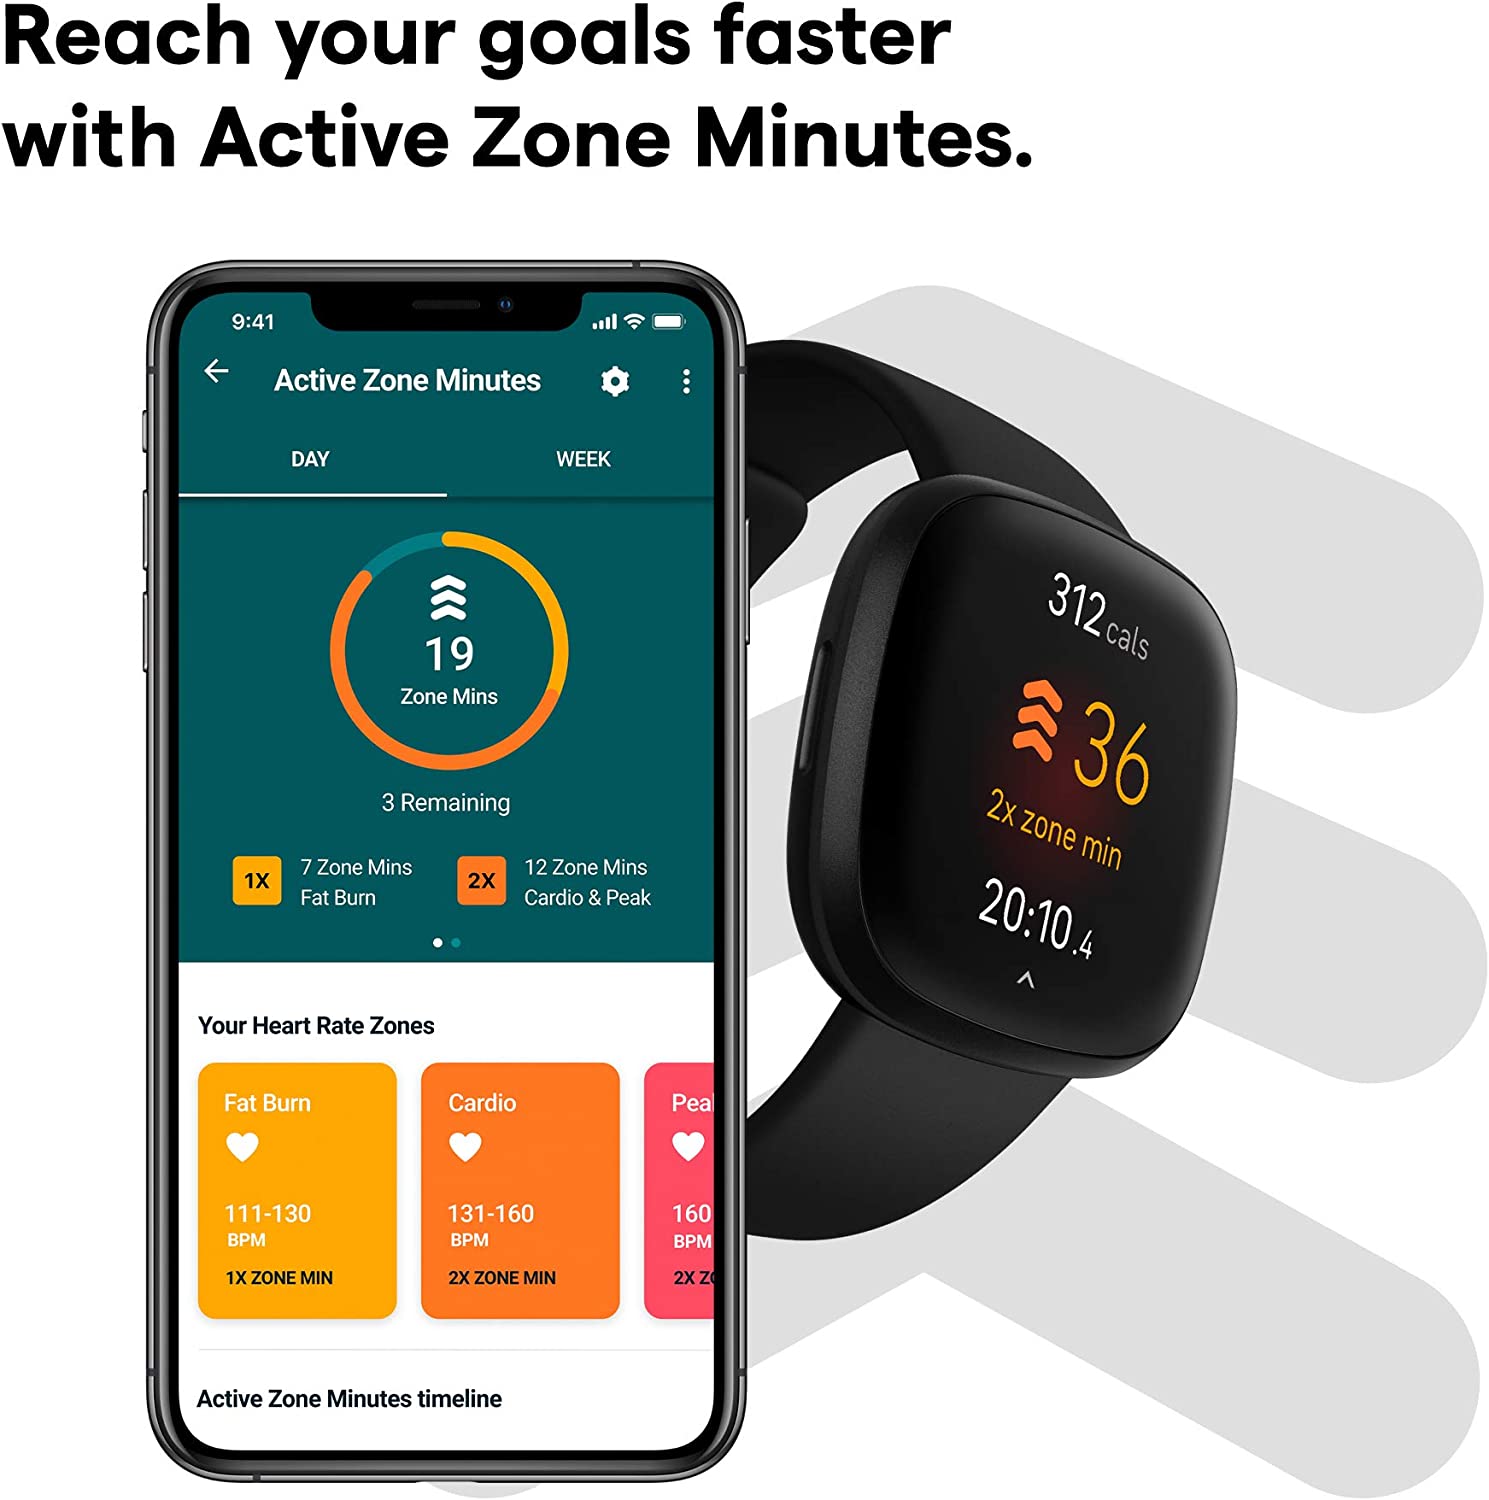 Reach your goals faster
with Active Zone Minutes.
9:41
Active Zone Minutes
DAY
WEEK
19
Zone Mins
3 Remaining
1X
7 Zone Mins
Fat Burn
2X
12 Zone Mins
Cardio & Peak
Your Heart Rate Zones
Fat Burn
111-130
BPM
1X ZONE MIN
Cardio
131-160
BPM
2X ZONE MIN
160
BPM
Active Zone Minutes timeline
312 cals
36
2x zone min
20:10.4